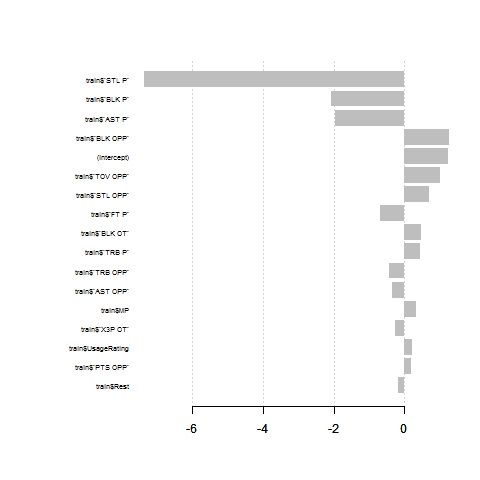 train$`STL P`
train$`BLK P`
train$`AST P`
train$`BLK OPP`
(Intercept)
train$`TOV OPP`
train$`STL OPP`
train$`FT P`
train$`BLK OT`
train$`TRB P`
train$`TRB OPP`
train$`AST OPP`
train$MP
train$`X3P OT`
train$UsageRating
train$`PTS OPP`
train$Rest
-6 -4 -2 0